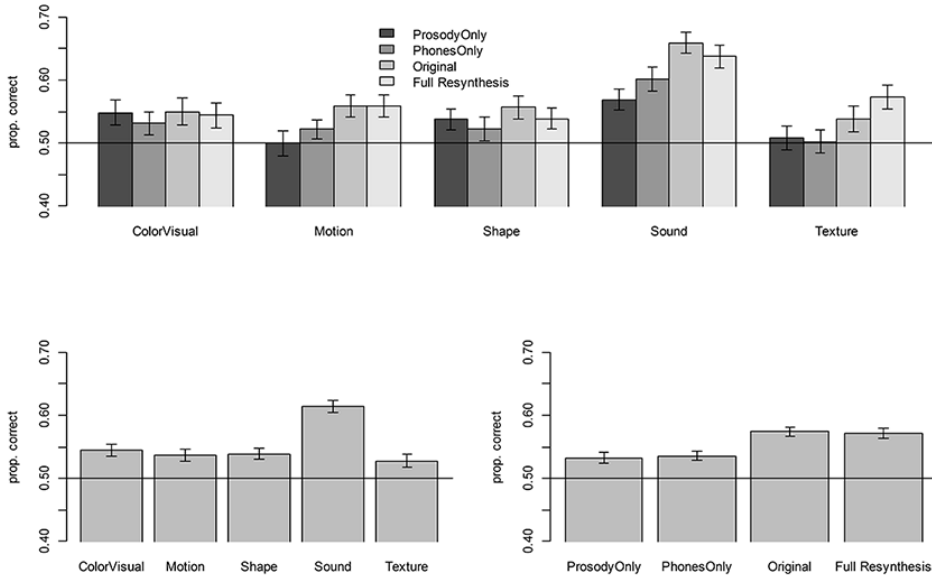 0.70
0.60
0.50
0.40
prop. correct
ProsodyOnly
PhonesOnly
Original
Full Resynthesis
ColorVisual Motion Shape Sound Texture
0.70
0.60
0.50
0.40
prop. correct
ColorVisual Motion Shape Sound Texture
0.70
0.60
0.50
0.40
prop. correct
ProsodyOnly PhonesOnly Original Full Resynthesis